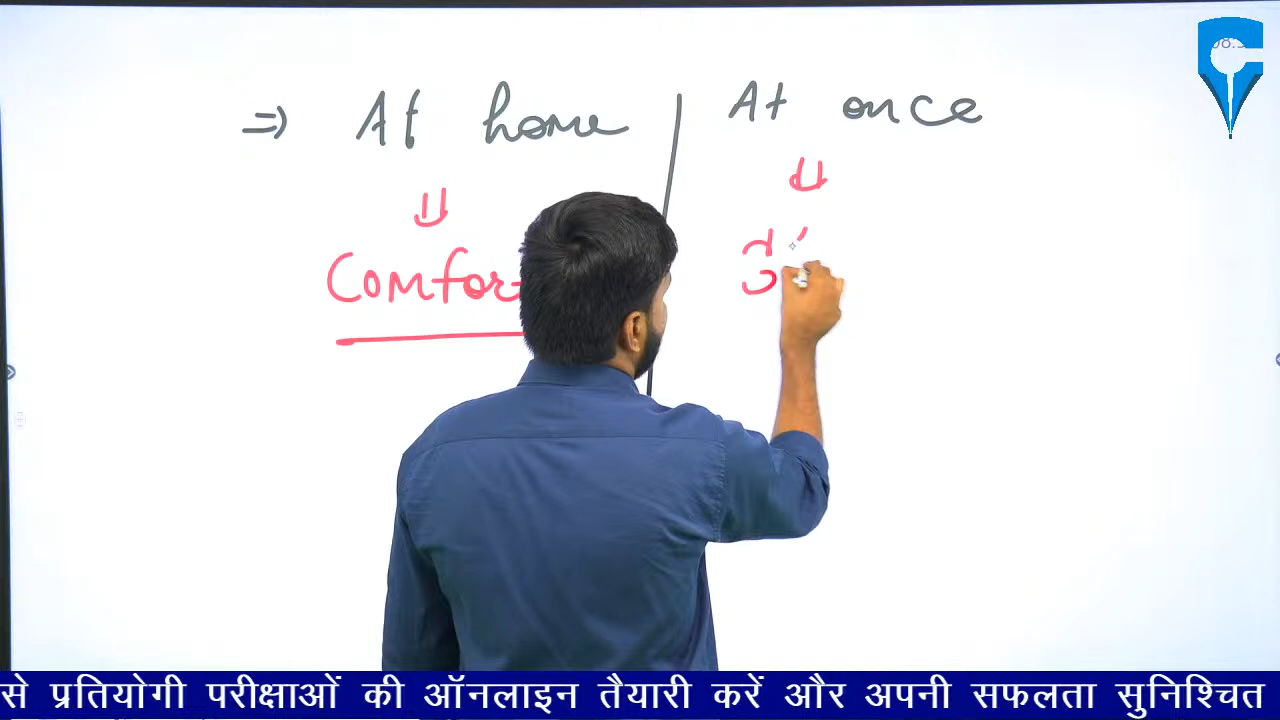 ⇒ At home | At once
⇓ ⇓
Comfor
से प्रतियोगी परीक्षाओं की ऑनलाइन तैयारी करें और अपनी सफलता सुनिश्चित